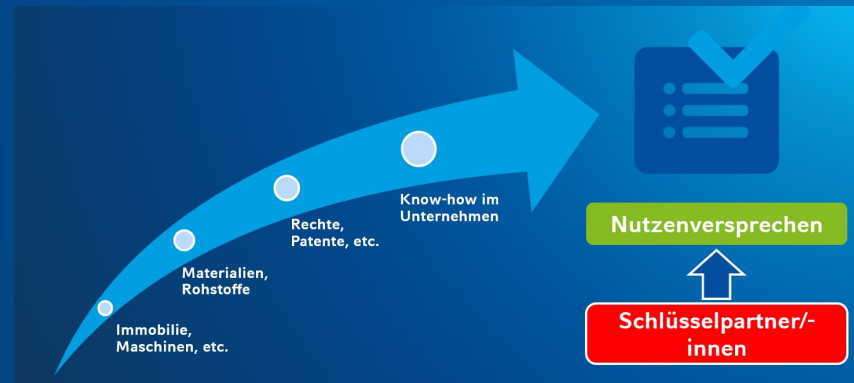 Immobilie,
Maschinen, etc.
Materialien,
Rohstoffe
Rechte,
Patente, etc.
Know-how im
Unternehmen
Nutzenversprechen
Schlüsselpartner/-
innen